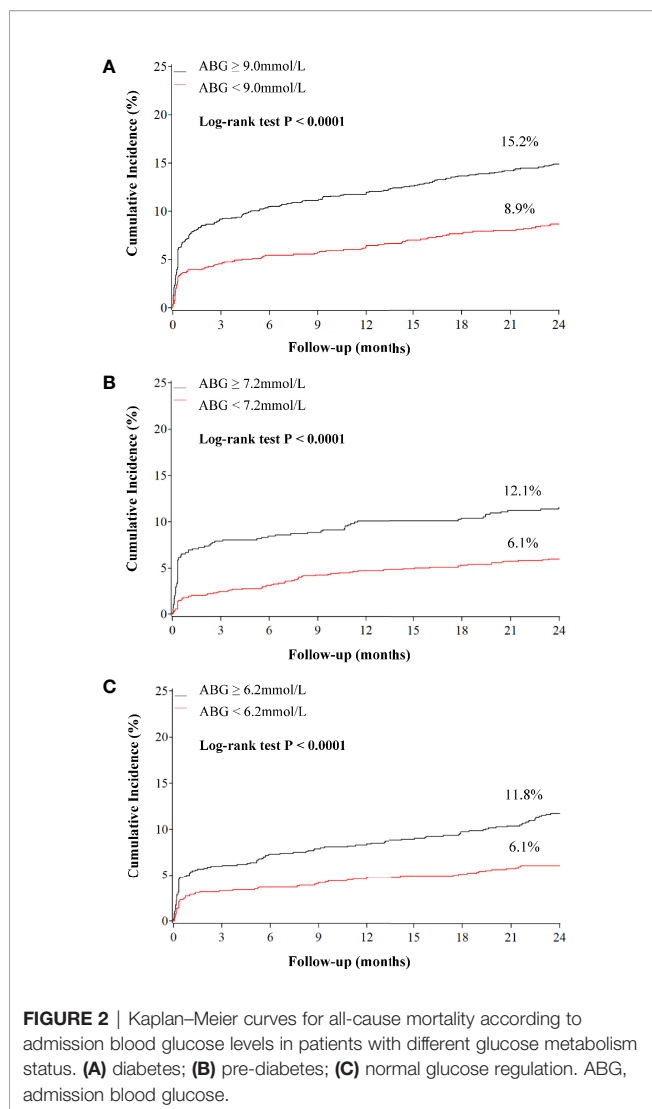 A
Cumulative Incidence (%)
25
20
15
10
5
0
ABG ≥ 9.0mmol/L
ABG < 9.0mmol/L
Log-rank test P < 0.0001
15.2%
8.9%
0 3 6 9 12 15 18 21 24
Follow-up (months)
B
Cumulative Incidence (%)
25
20
15
10
5
0
ABG ≥ 7.2mmol/L
ABG < 7.2mmol/L
Log-rank test P < 0.0001
12.1%
6.1%
0 3 6 9 12 15 18 21 24
Follow-up (months)
C
Cumulative Incidence (%)
25
20
15
10
5
0
ABG ≥ 6.2mmol/L
ABG < 6.2mmol/L
Log-rank test P < 0.0001
11.8%
6.1%
0 3 6 9 12 15 18 21 24
Follow-up (months)
FIGURE 2 | Kaplan–Meier curves for all-cause mortality according to
admission blood glucose levels in patients with different glucose metabolism
status. (A) diabetes; (B) pre-diabetes; (C) normal glucose regulation. ABG,
admission blood glucose.